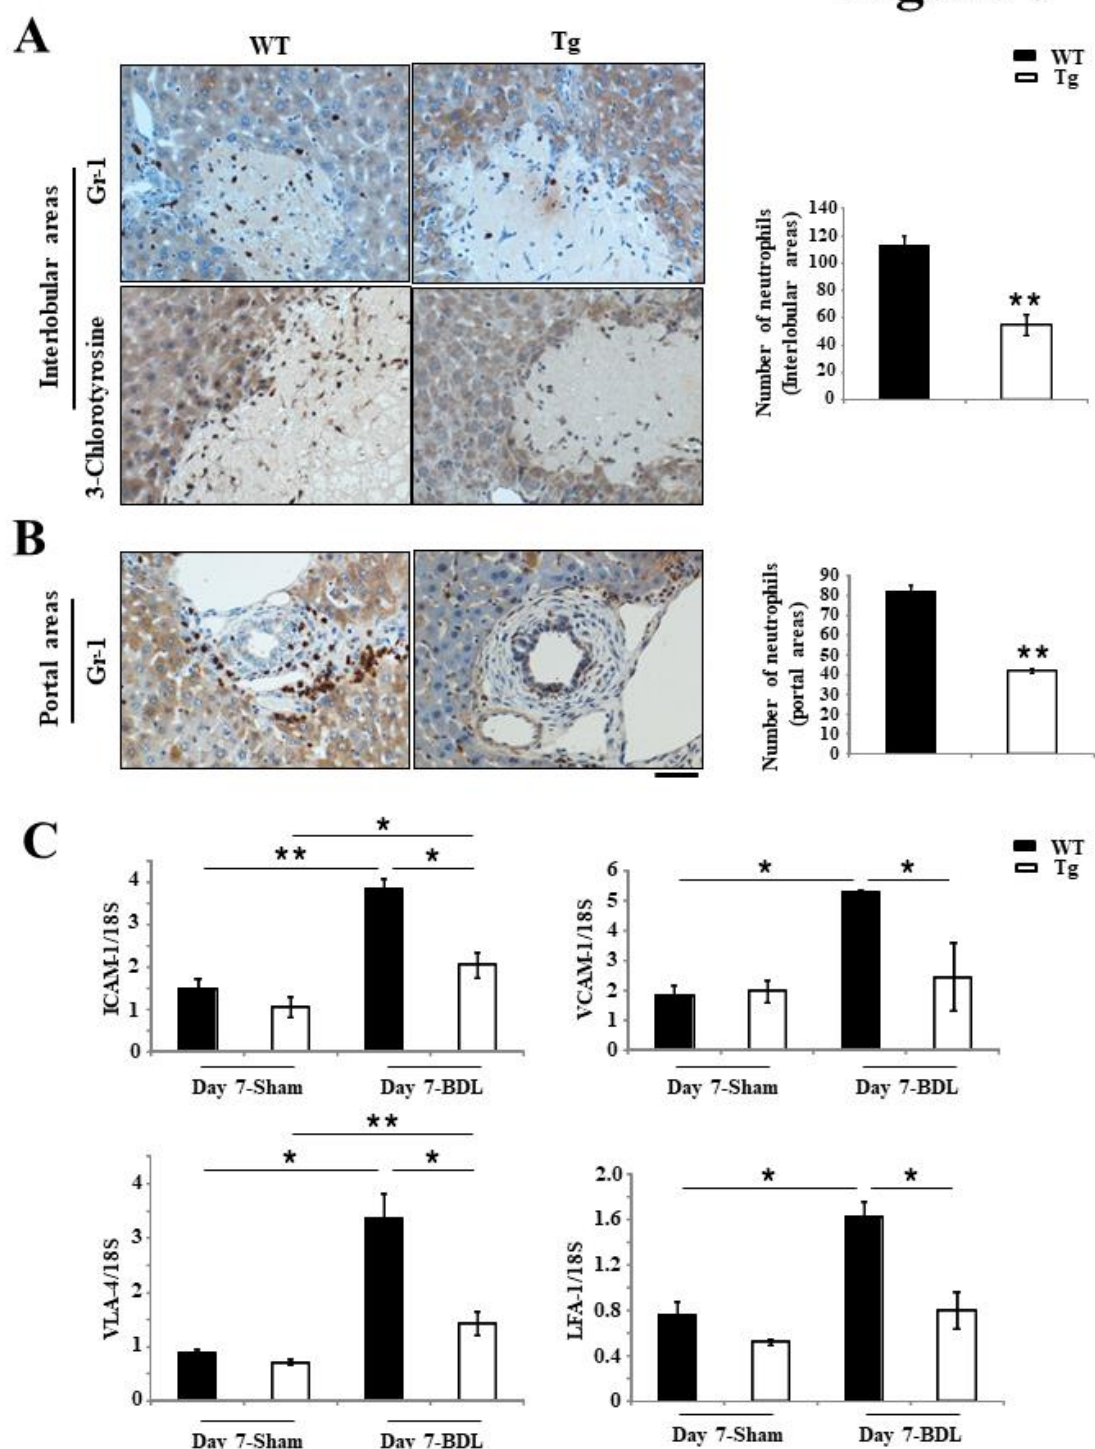 A
WT
Tg
WT
Tg
Interlobular areas
Gr-1
3-Chlorotyrosine
Number of neutrophils
(Interlobular areas)
140
120
100
80
60
40
20
0
**
B
Portal areas
Gr-1
Number of neutrophils
(portal areas)
90
80
70
60
50
40
30
20
10
0
**
C
WT
Tg
ICAM-1/18S
4
3
2
1
0
*
** *
Day 7-Sham Day 7-BDL
VCAM-1/18S
6
5
4
3
2
1
0
* *
Day 7-Sham Day 7-BDL
VLA-4/18S
4
3
2
1
0
**
* *
Day 7-Sham Day 7-BDL
LFA-1/18S
2.0
1.6
1.2
0.8
0.4
0
* *
Day 7-Sham Day 7-BDL